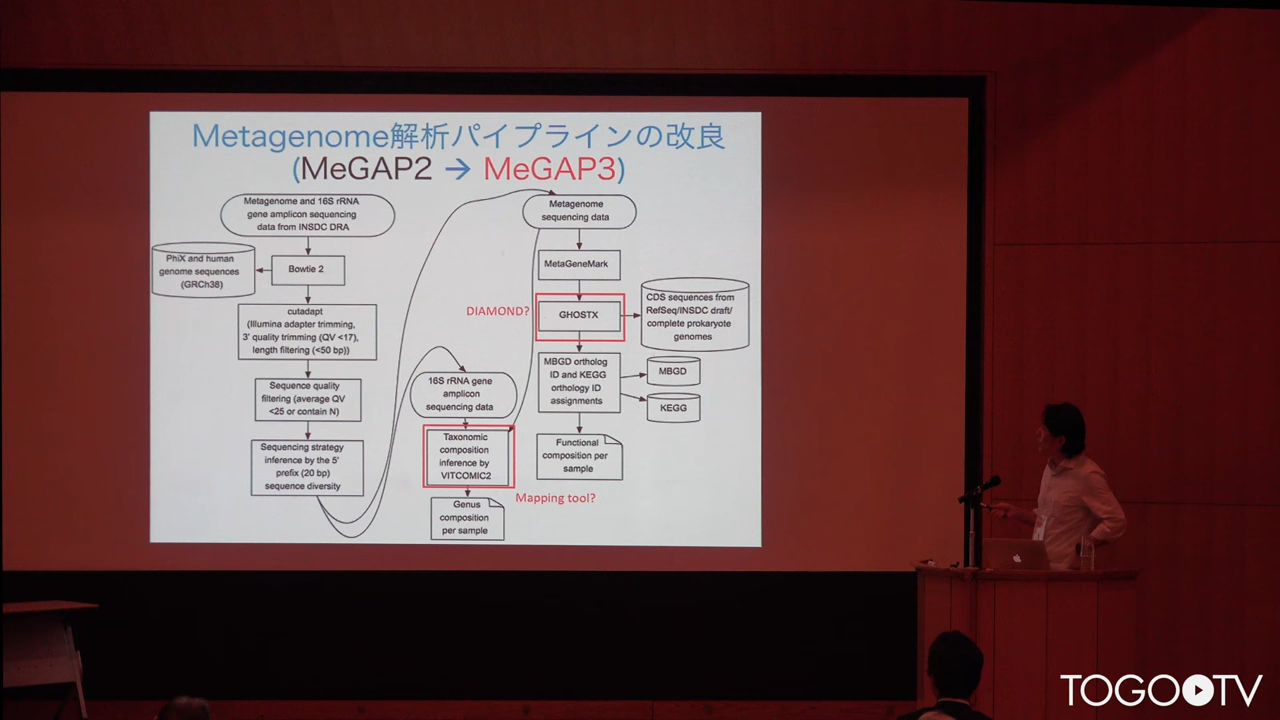 Metagenome解析パイプラインの改良
(MeGAP2 → MeGAP3)
Metagenome and 16S rRNA
gene amplicon sequencing
data from INSDC DRA
PhiX and human
genome sequences
(GRCh38)
Bowtie 2
cutadapt
(Illumina adapter trimming,
3' quality trimming (QV <17),
length filtering (<50 bp))
Sequence quality
filtering (average QV
<25 or contain N)
Sequencing strategy
inference by the 5'
prefix (20 bp)
sequence diversity
16S rRNA gene
amplicon
sequencing data
Taxonomic
composition
inference by
VITCOMIC2
Mapping tool?
Genus
composition
per sample
Metagenome
sequencing data
MetaGeneMark
DIAMOND?
GHOSTX
CDS sequences from
RefSeq/INSDC draft/
complete prokaryote
genomes
MBGD ortholog
ID and KEGG
orthology ID
assignments
MBGD
KEGG
Functional
composition per
sample
TOGO TV